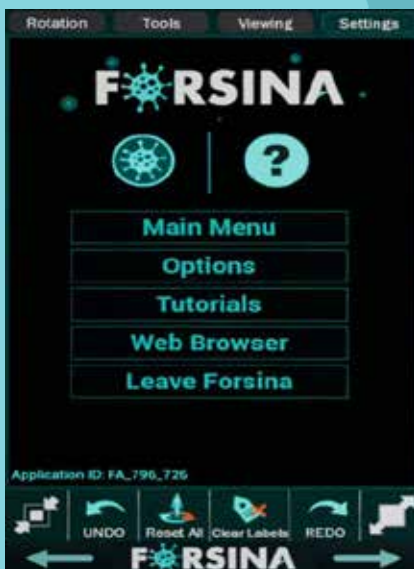 Rotation Tools Viewing Settings
FORSINA
?
Main Menu
Options
Tutorials
Web Browser
Leave Forsina
Application ID: FA_796_726
UNDO Reset All Clear Labels REDO
FORSINA